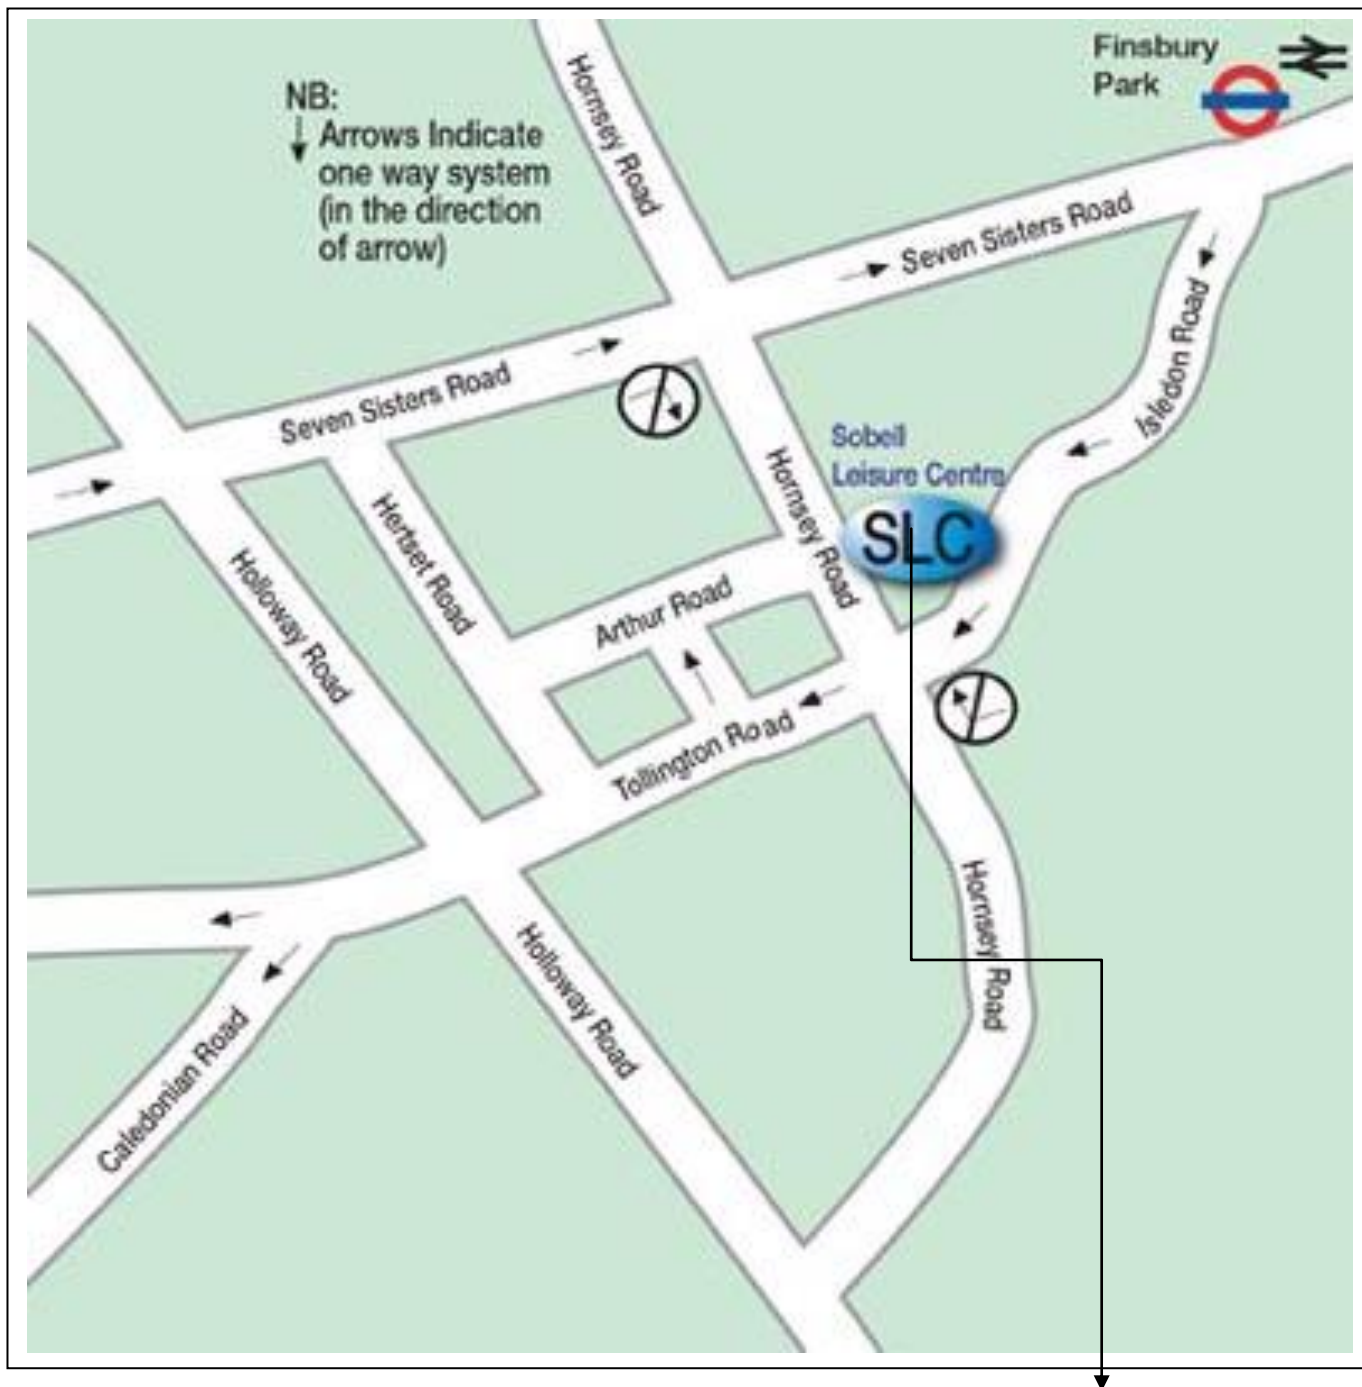 Finsbury
Park
NB:
Arrows Indicate
one way system
(in the direction
of arrow)
Hornsey Road
Seven Sisters Road
Seven Sisters Road
Isledon Road
Sobell
Leisure Centre
SLC
Hornsey Road
Hertset Road
Holloway Road
Arthur Road
Tollington Road
Hornsey Road
Holloway Road
Caledonian Road